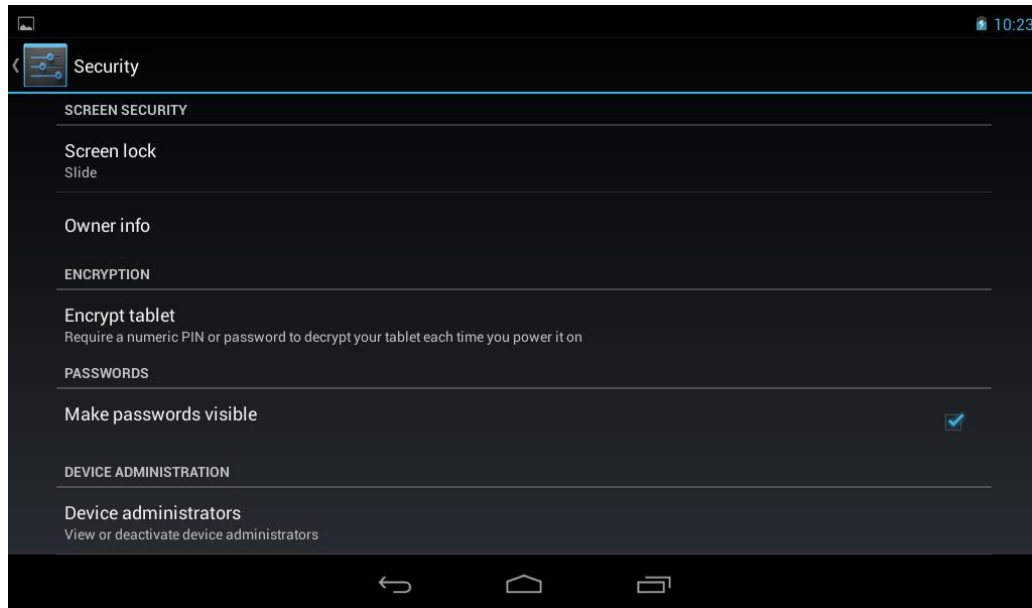 10:23
Security
SCREEN SECURITY
Screen lock
Slide
Owner info
ENCRYPTION
Encrypt tablet
Require a numeric PIN or password to decrypt your tablet each time you power it on
PASSWORDS
Make passwords visible
DEVICE ADMINISTRATION
Device administrators
View or deactivate device administrators